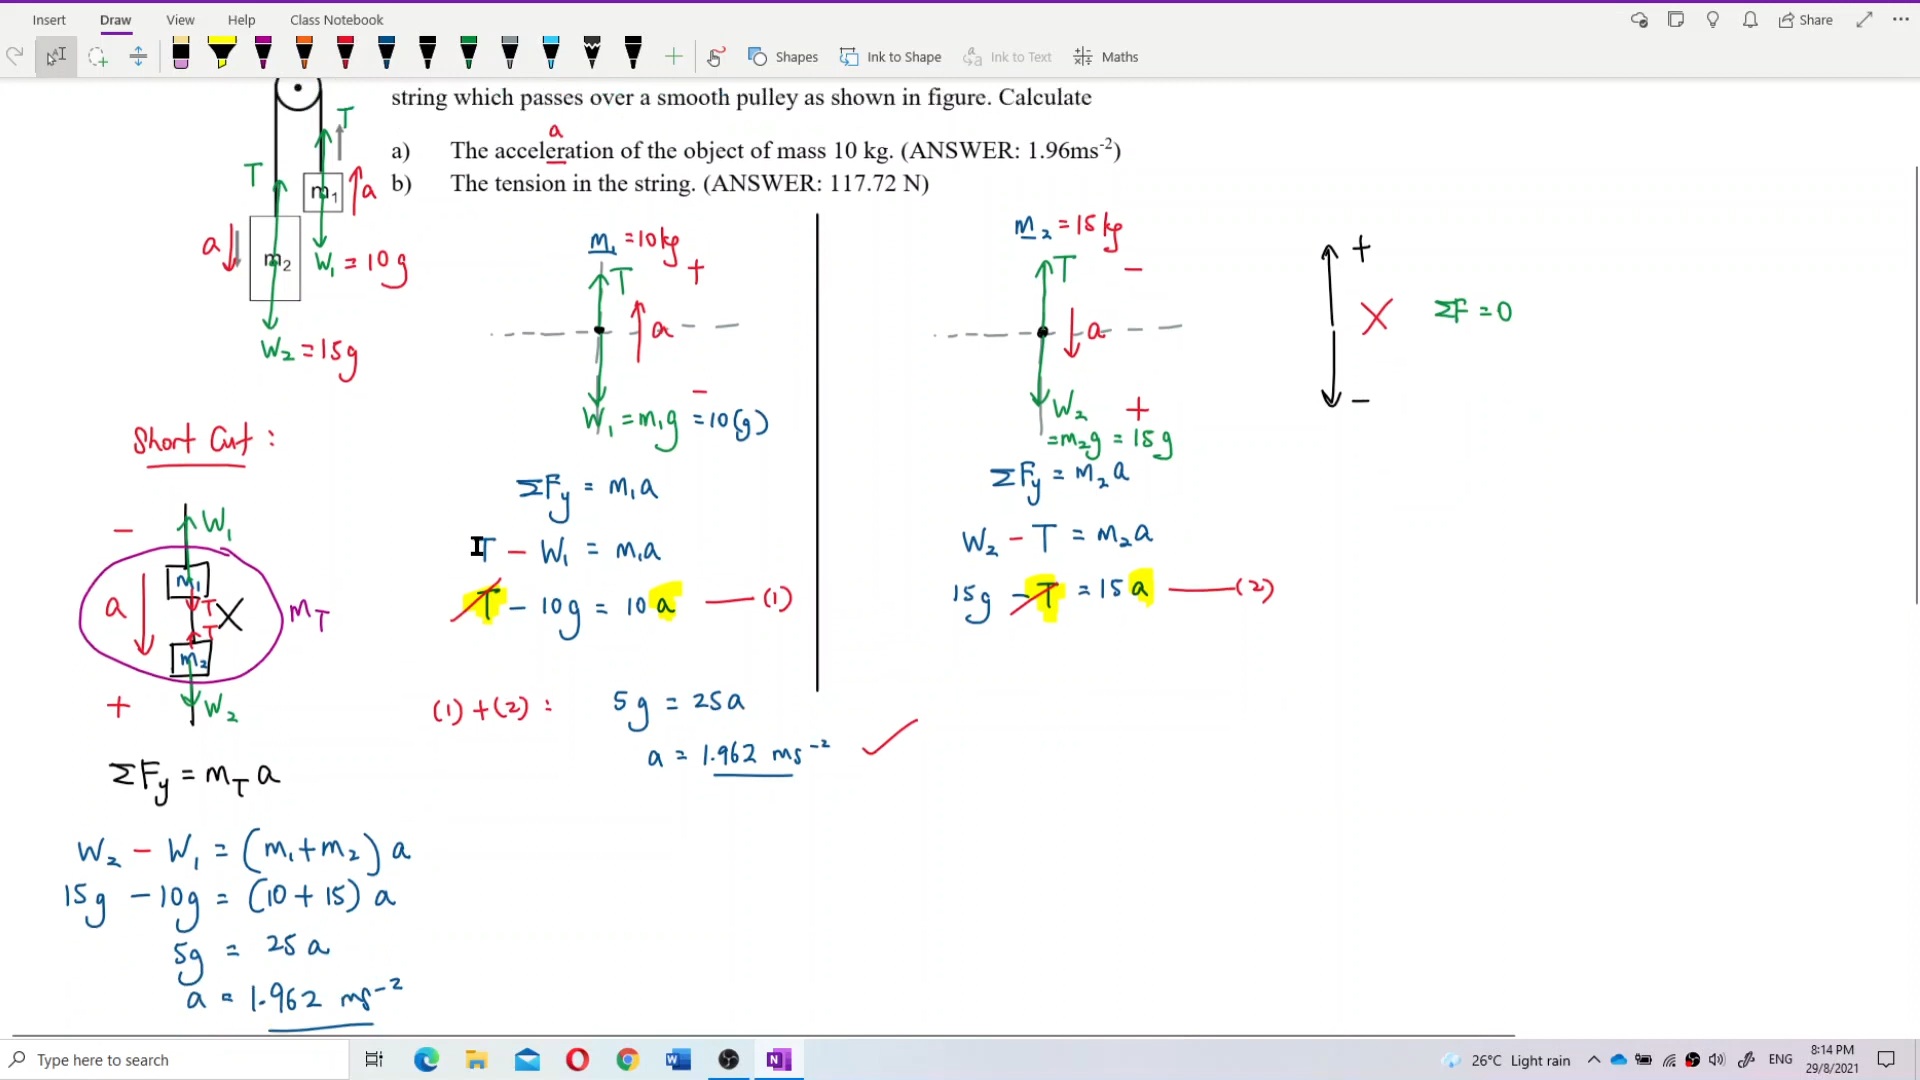 Insert Draw View Help Class Notebook
Share
Shapes Ink to Shape Ink to Text Maths
string which passes over a smooth pulley as shown in figure. Calculate
a
a) The acceleration of the object of mass 10 kg. (ANSWER: 1.96ms⁻²)
b) The tension in the string. (ANSWER: 117.72 N)
T
T
m₁
a
a
m₂
W₁ = 10g
W₂ = 15g
m₁ = 10kg
T
+
a
-
W₁ = m₁g = 10(g)
ΣFy = m₁a
T - W₁ = m₁a
T - 10g = 10a —— (1)
m₂ = 15kg
T
-
a
W₂ +
= m₂g = 15g
ΣFy = m₂a
W₂ - T = m₂a
15g - T = 15a —— (2)
+
X ΣF = 0
-
(1) + (2) : 5g = 25a
a = 1.962 ms⁻²
Short Cut :
- W₁
m₁
a T X mT
T
m₂
+ W₂
ΣFy = mT a
W₂ - W₁ = (m₁+m₂) a
15g - 10g = (10 + 15) a
5g = 25 a
a = 1.962 ms⁻²
Type here to search
26°C Light rain
ENG
8:14 PM
29/8/2021